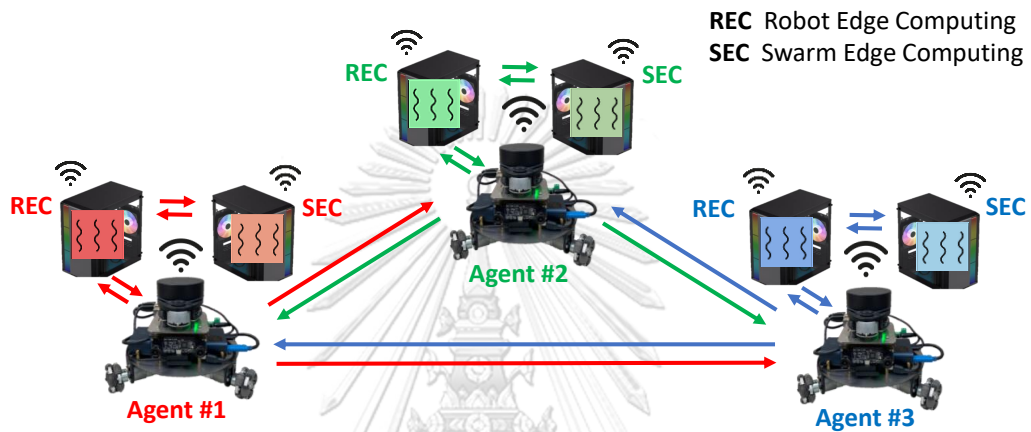 REC Robot Edge Computing
SEC Swarm Edge Computing
REC
SEC
Agent #2
REC
SEC
Agent #1
REC
SEC
Agent #3